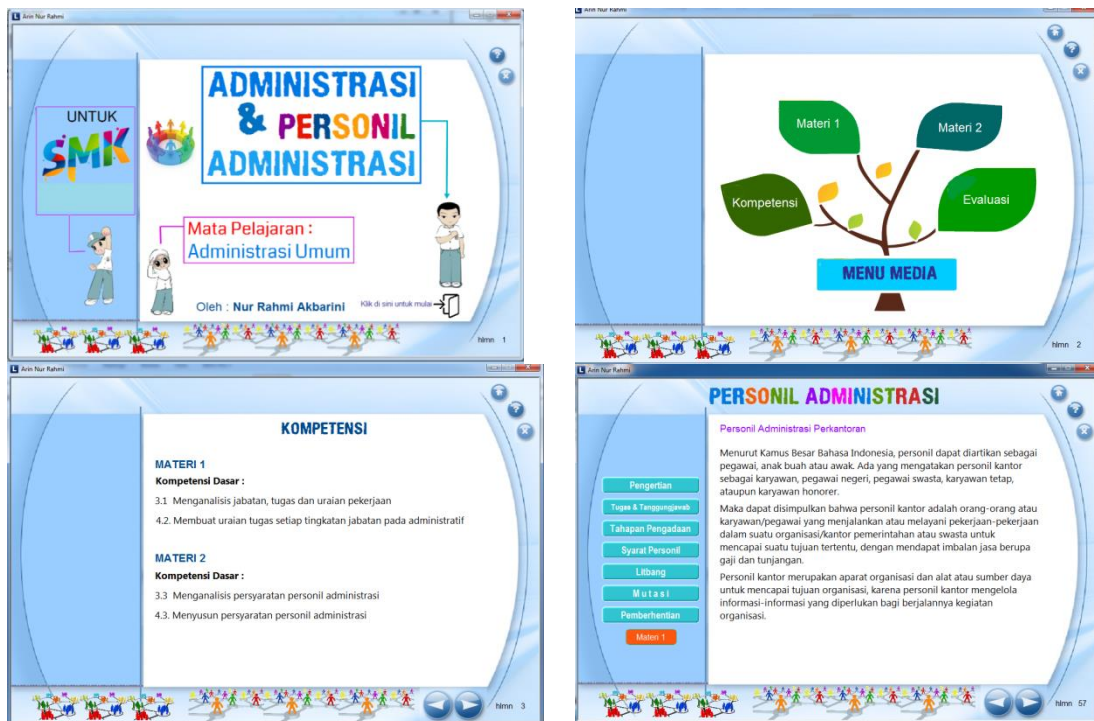 Arin Nur Rahmi
UNTUK
SMK
ADMINISTRASI
& PERSONIL
ADMINISTRASI
Mata Pelajaran :
Administrasi Umum
Oleh : Nur Rahmi Akbarini
Klik di sini untuk mulai
hlmn 1
Arin Nur Rahmi
Materi 1
Materi 2
Kompetensi
Evaluasi
MENU MEDIA
hlmn 2
Arin Nur Rahmi
KOMPETENSI
MATERI 1
Kompetensi Dasar :
3.1 Menganalisis jabatan, tugas dan uraian pekerjaan
4.2. Membuat uraian tugas setiap tingkatan jabatan pada administratif
MATERI 2
Kompetensi Dasar :
3.3 Menganalisis persyaratan personil administrasi
4.3. Menyusun persyaratan personil administrasi
hlmn 3
Arin Nur Rahmi
PERSONIL ADMINISTRASI
Pengertian
Tugas & Tanggungjawab
Tahapan Pengadaan
Syarat Personil
Litbang
Mutasi
Pemberhentian
Materi 1
Personil Administrasi Perkantoran
Menurut Kamus Besar Bahasa Indonesia, personil dapat diartikan sebagai
pegawai, anak buah atau awak. Ada yang mengatakan personil kantor
sebagai karyawan, pegawai negeri, pegawai swasta, karyawan tetap,
ataupun karyawan honorer.
Maka dapat disimpulkan bahwa personil kantor adalah orang-orang atau
karyawan/pegawai yang menjalankan atau melayani pekerjaan-pekerjaan
dalam suatu organisasi/kantor pemerintahan atau swasta untuk
mencapai suatu tujuan tertentu, dengan mendapat imbalan jasa berupa
gaji dan tunjangan.
Personil kantor merupakan aparat organisasi dan alat atau sumber daya
untuk mencapai tujuan organisasi, karena personil kantor mengelola
informasi-informasi yang diperlukan bagi berjalannya kegiatan
organisasi.
hlmn 57